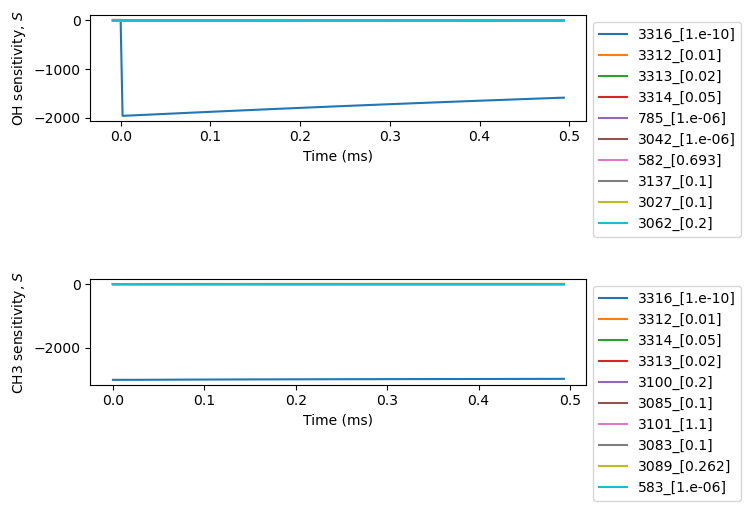 OH sensitivity, S
0
−1000
−2000
0.0 0.1 0.2 0.3 0.4 0.5
Time (ms)
3316_[1.e-10]
3312_[0.01]
3313_[0.02]
3314_[0.05]
785_[1.e-06]
3042_[1.e-06]
582_[0.693]
3137_[0.1]
3027_[0.1]
3062_[0.2]
CH3 sensitivity, S
0
−2000
0.0 0.1 0.2 0.3 0.4 0.5
Time (ms)
3316_[1.e-10]
3312_[0.01]
3314_[0.05]
3313_[0.02]
3100_[0.2]
3085_[0.1]
3101_[1.1]
3083_[0.1]
3089_[0.262]
583_[1.e-06]